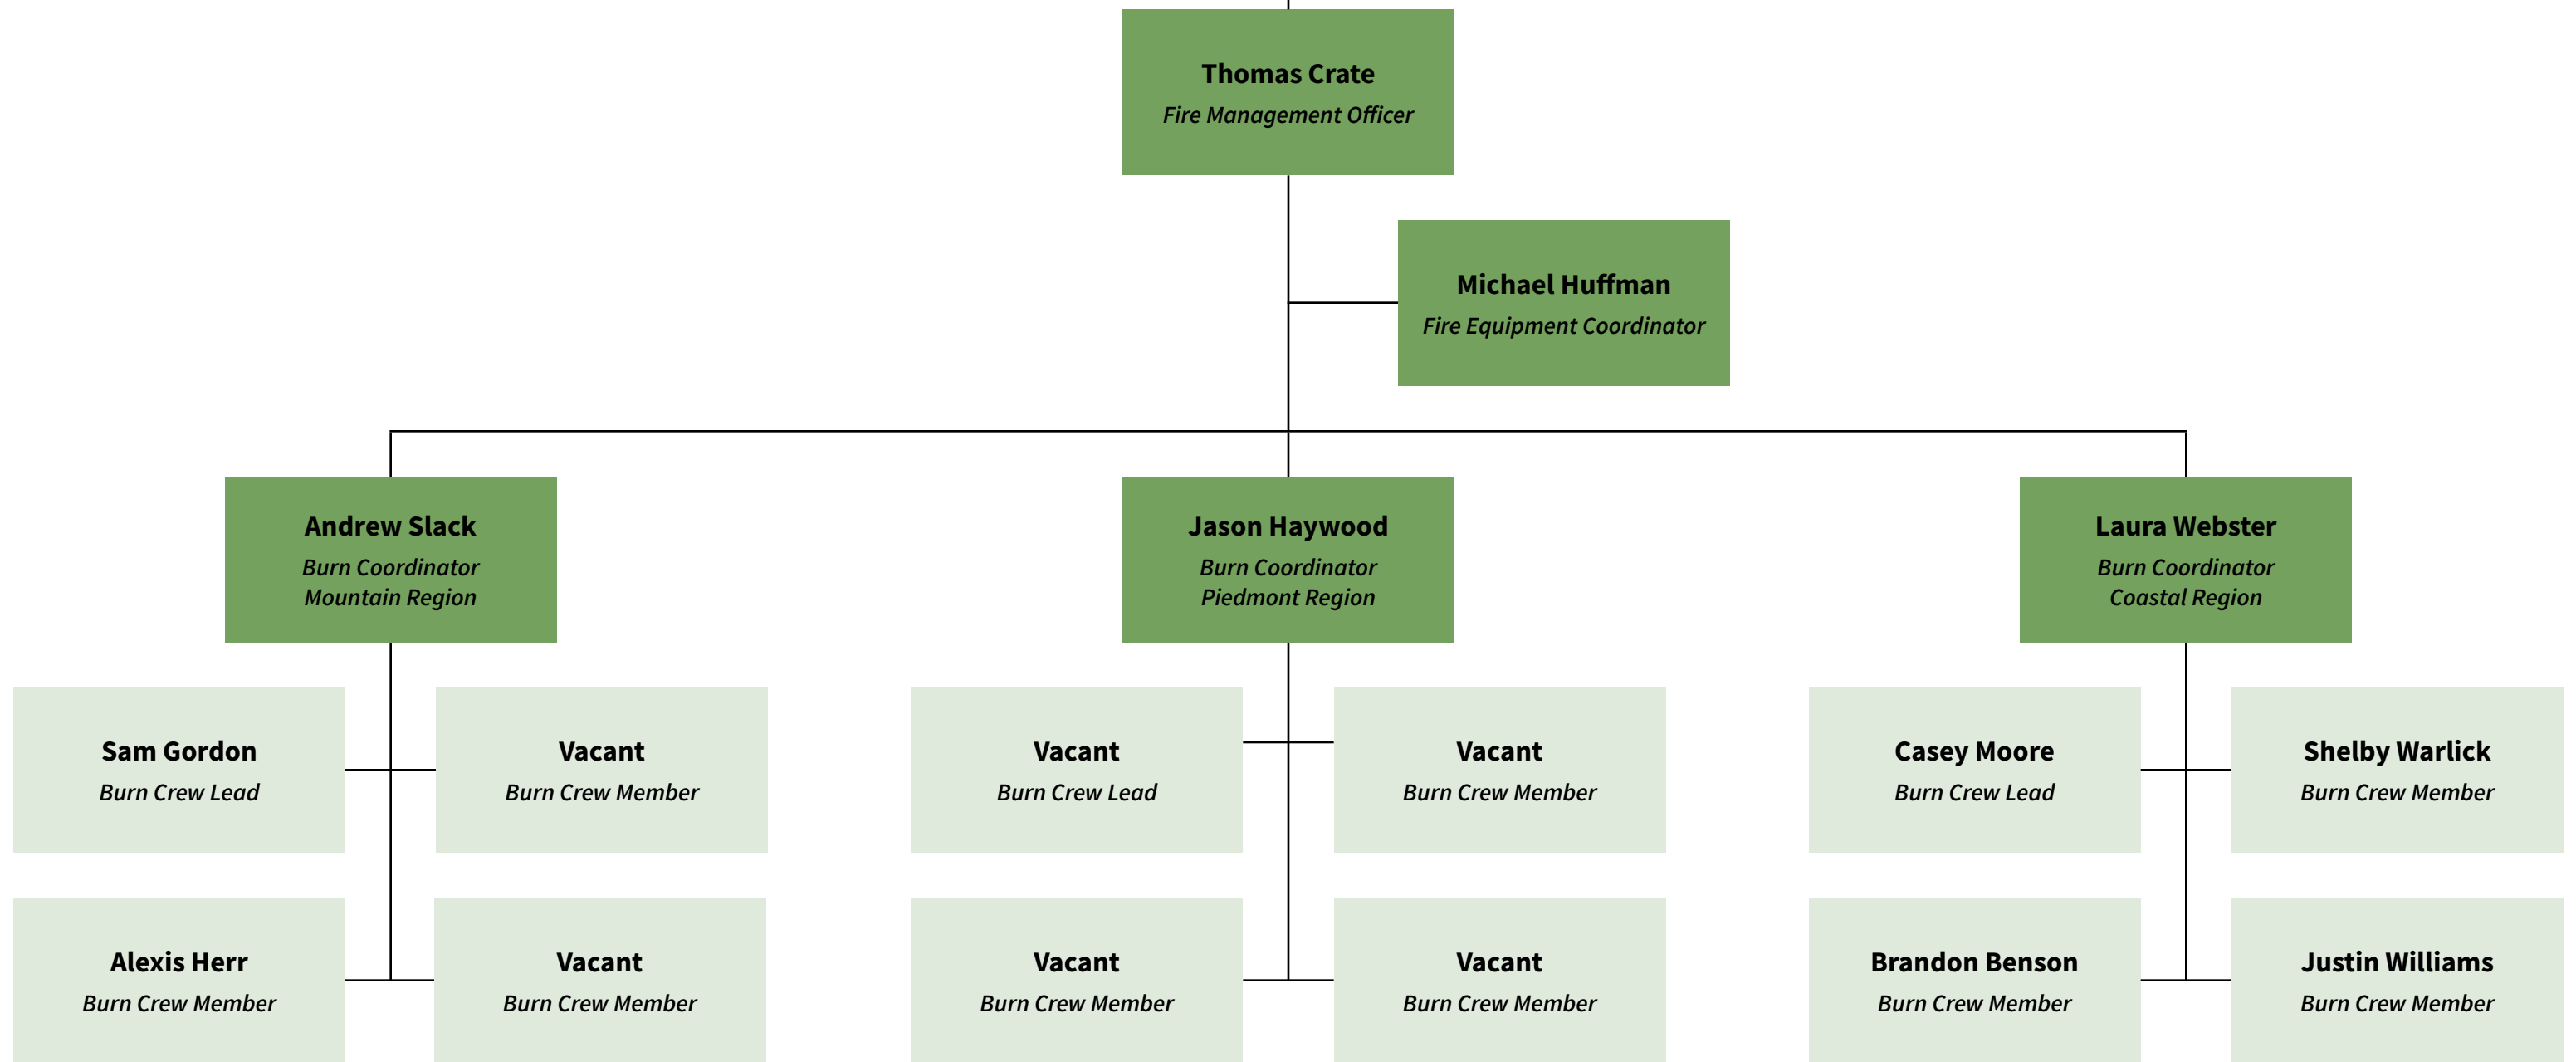 Thomas Crate
Fire Management Officer
Michael Huffman
Fire Equipment Coordinator
Andrew Slack
Burn Coordinator
Mountain Region
Jason Haywood
Burn Coordinator
Piedmont Region
Laura Webster
Burn Coordinator
Coastal Region
Sam Gordon
Burn Crew Lead
Vacant
Burn Crew Member
Vacant
Burn Crew Lead
Vacant
Burn Crew Member
Casey Moore
Burn Crew Lead
Shelby Warlick
Burn Crew Member
Alexis Herr
Burn Crew Member
Vacant
Burn Crew Member
Vacant
Burn Crew Member
Vacant
Burn Crew Member
Brandon Benson
Burn Crew Member
Justin Williams
Burn Crew Member